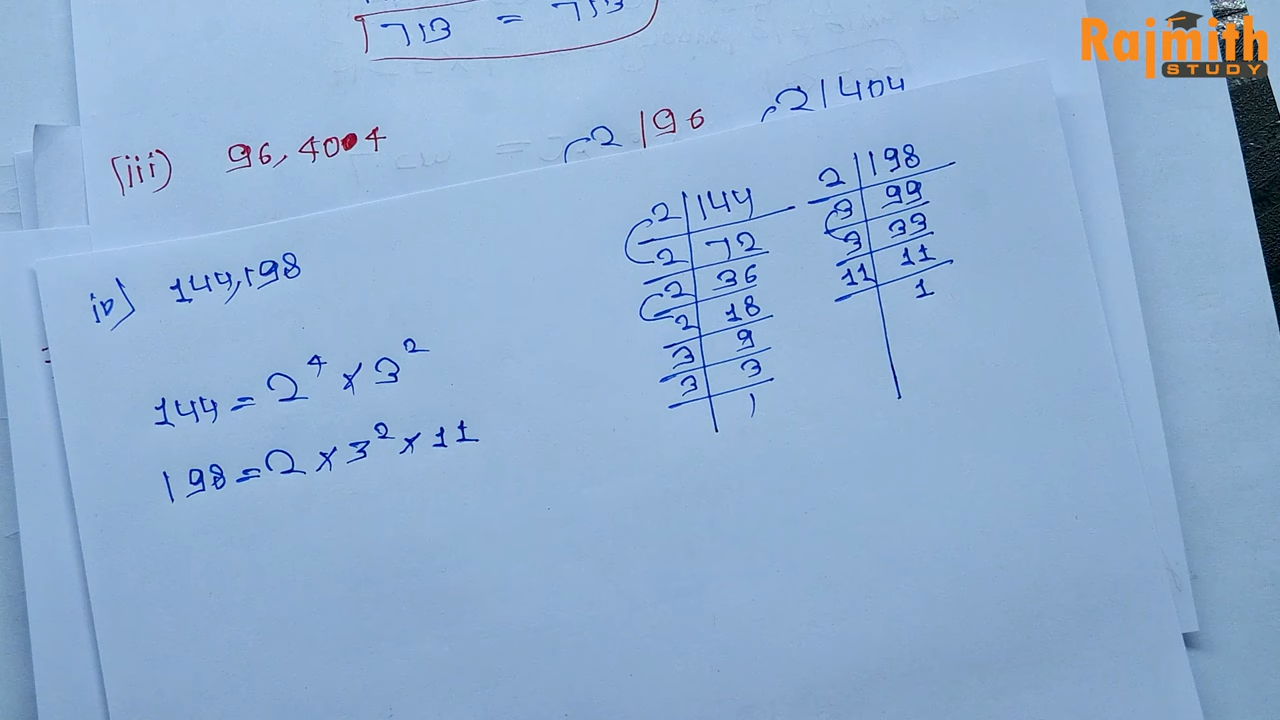 Rajmith
STUDY
713 = 713
(iii) 96, 404
2 | 96
2 | 404
iv) 144, 198
144 = 2⁴ × 3²
198 = 2 × 3² × 11
2 | 144
2 | 72
2 | 36
2 | 18
3 | 9
3 | 3
1
2 | 198
3 | 99
3 | 33
11 | 11
1